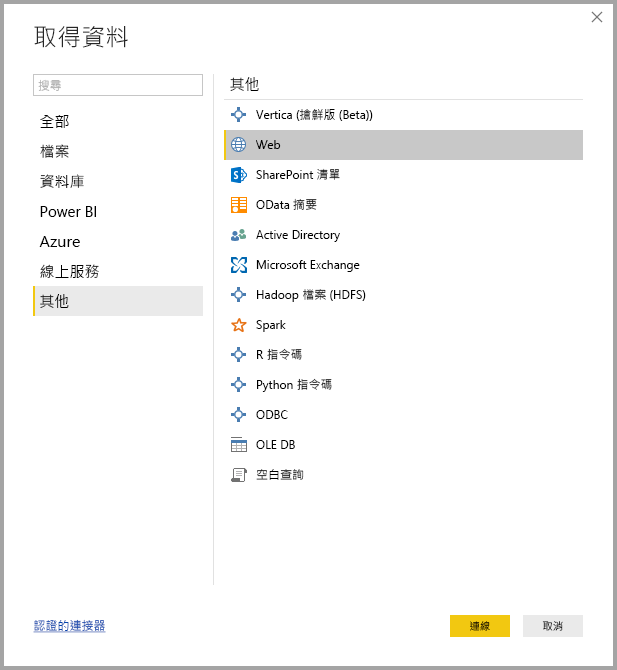 取得資料
搜尋
全部
檔案
資料庫
Power BI
Azure
線上服務
其他
其他
Vertica (搶鮮版 (Beta))
Web
SharePoint 清單
OData 摘要
Active Directory
Microsoft Exchange
Hadoop 檔案 (HDFS)
Spark
R 指令碼
Python 指令碼
ODBC
OLE DB
空白查詢
認證的連接器
連線
取消